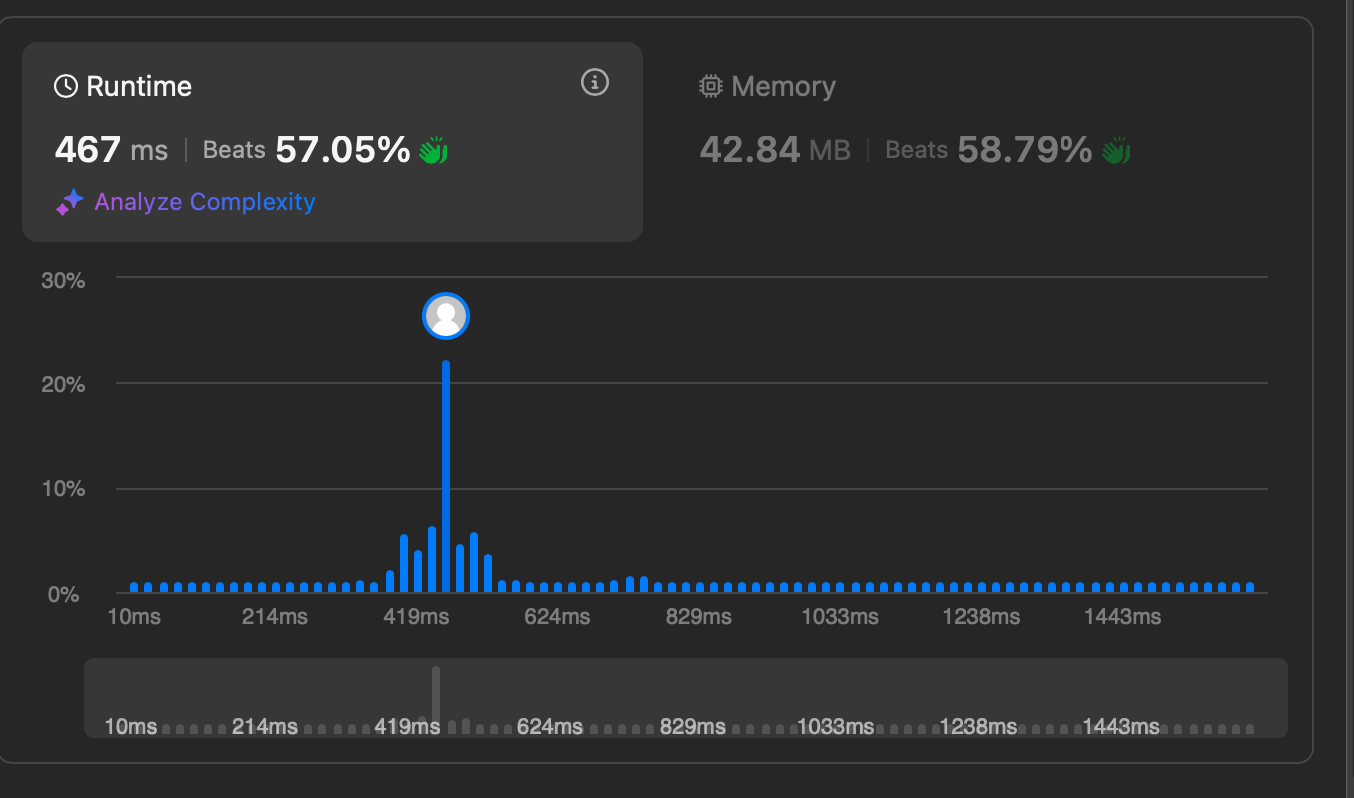 Runtime
467 ms | Beats 57.05%
Analyze Complexity
Memory
42.84 MB | Beats 58.79%
30%
20%
10%
0%
10ms 214ms 419ms 624ms 829ms 1033ms 1238ms 1443ms
10ms 214ms 419ms 624ms 829ms 1033ms 1238ms 1443ms